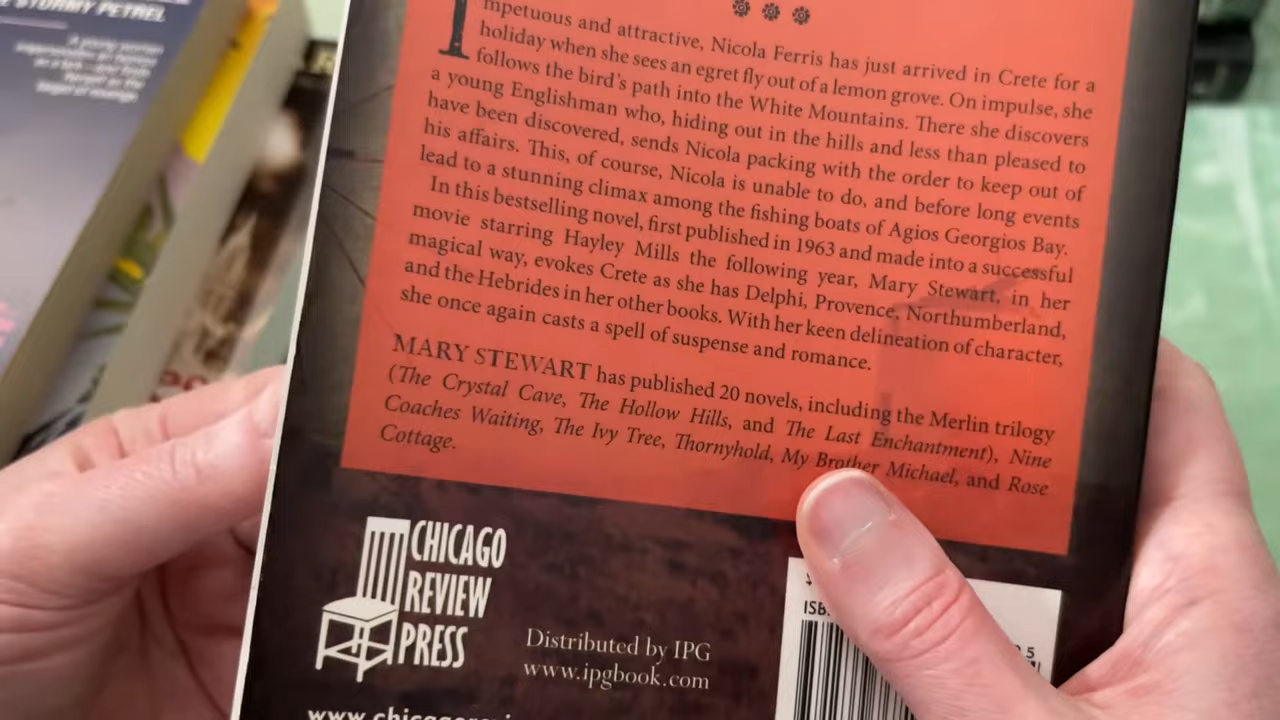 E STORMY PETREL
Impetuous and attractive, Nicola Ferris has just arrived in Crete for a
holiday when she sees an egret fly out of a lemon grove. On impulse, she
follows the bird's path into the White Mountains. There she discovers
a young Englishman who, hiding out in the hills and less than pleased to
have been discovered, sends Nicola packing with the order to keep out of
his affairs. This, of course, Nicola is unable to do, and before long events
lead to a stunning climax among the fishing boats of Agios Georgios Bay.
In this bestselling novel, first published in 1963 and made into a successful
movie starring Hayley Mills the following year, Mary Stewart, in her
magical way, evokes Crete as she has Delphi, Provence, Northumberland,
and the Hebrides in her other books. With her keen delineation of character,
she once again casts a spell of suspense and romance.
MARY STEWART has published 20 novels, including the Merlin trilogy
(The Crystal Cave, The Hollow Hills, and The Last Enchantment), Nine
Coaches Waiting, The Ivy Tree, Thornyhold, My Brother Michael, and Rose
Cottage.
CHICAGO
REVIEW
PRESS
Distributed by IPG
www.ipgbook.com
ISB
5